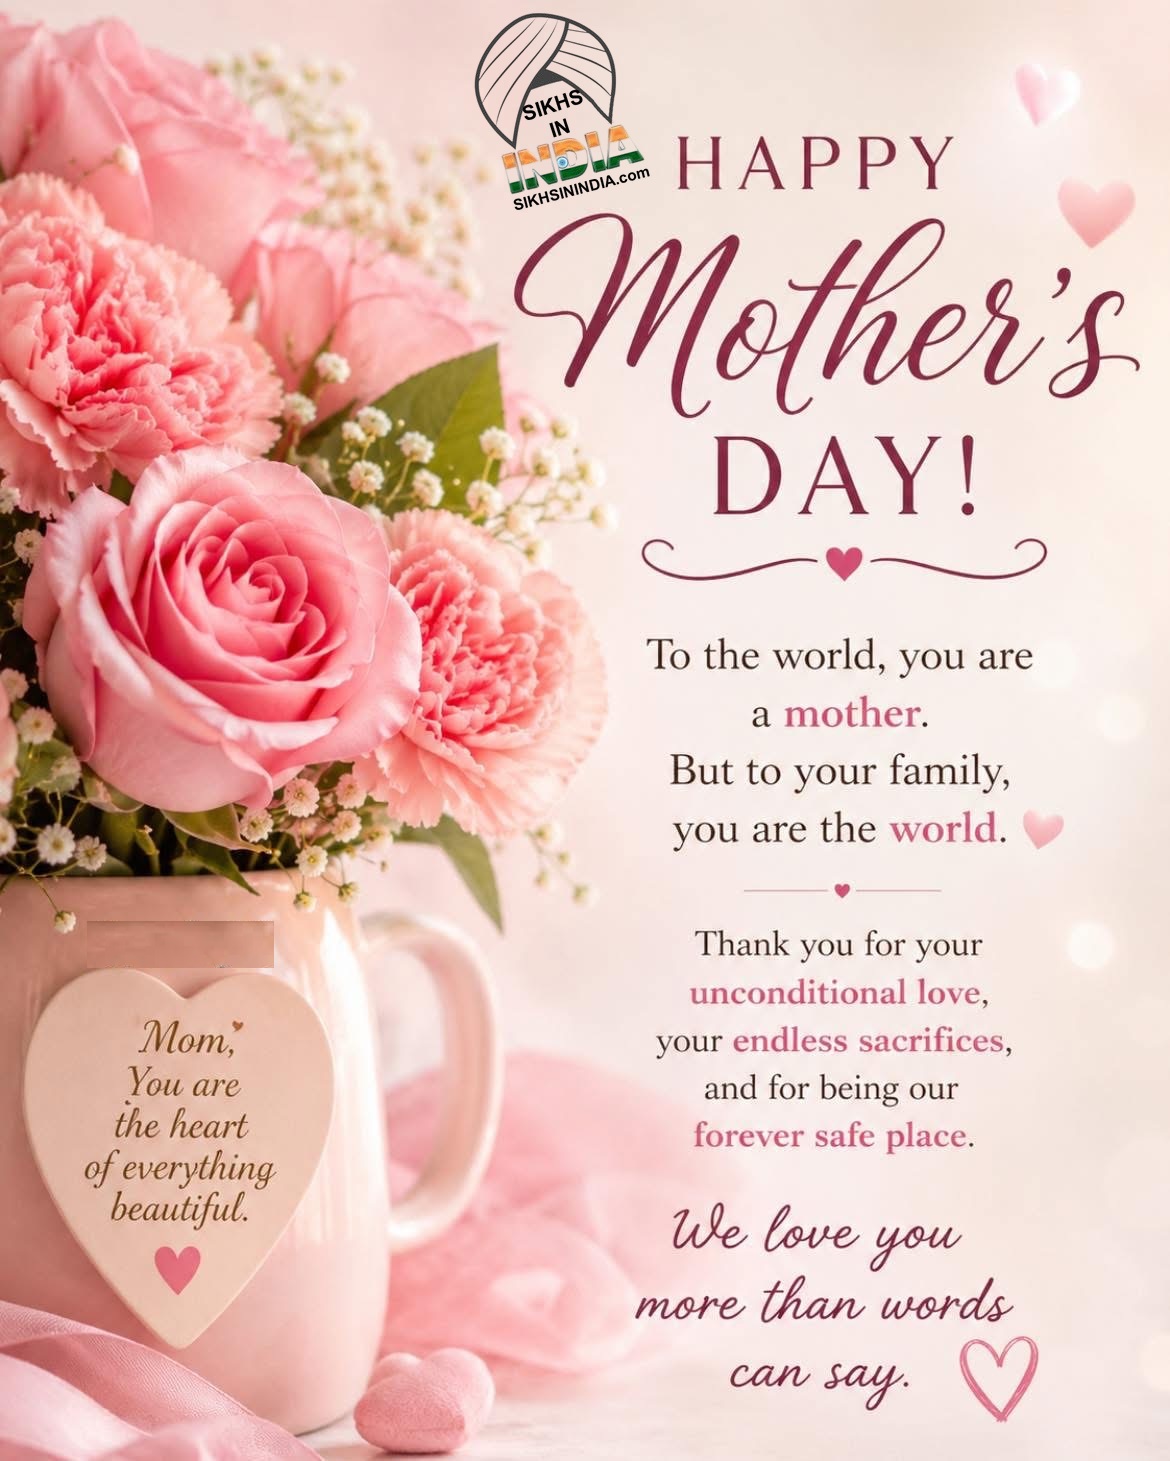 SIKHS
IN
INDIA
SIKHSININDIA.com
HAPPY
Mother's
DAY!
To the world, you are
a mother.
But to your family,
you are the world.
Thank you for your
unconditional love,
your endless sacrifices,
and for being our
forever safe place.
We love you
more than words
can say.
Mom,
You are
the heart
of everything
beautiful.